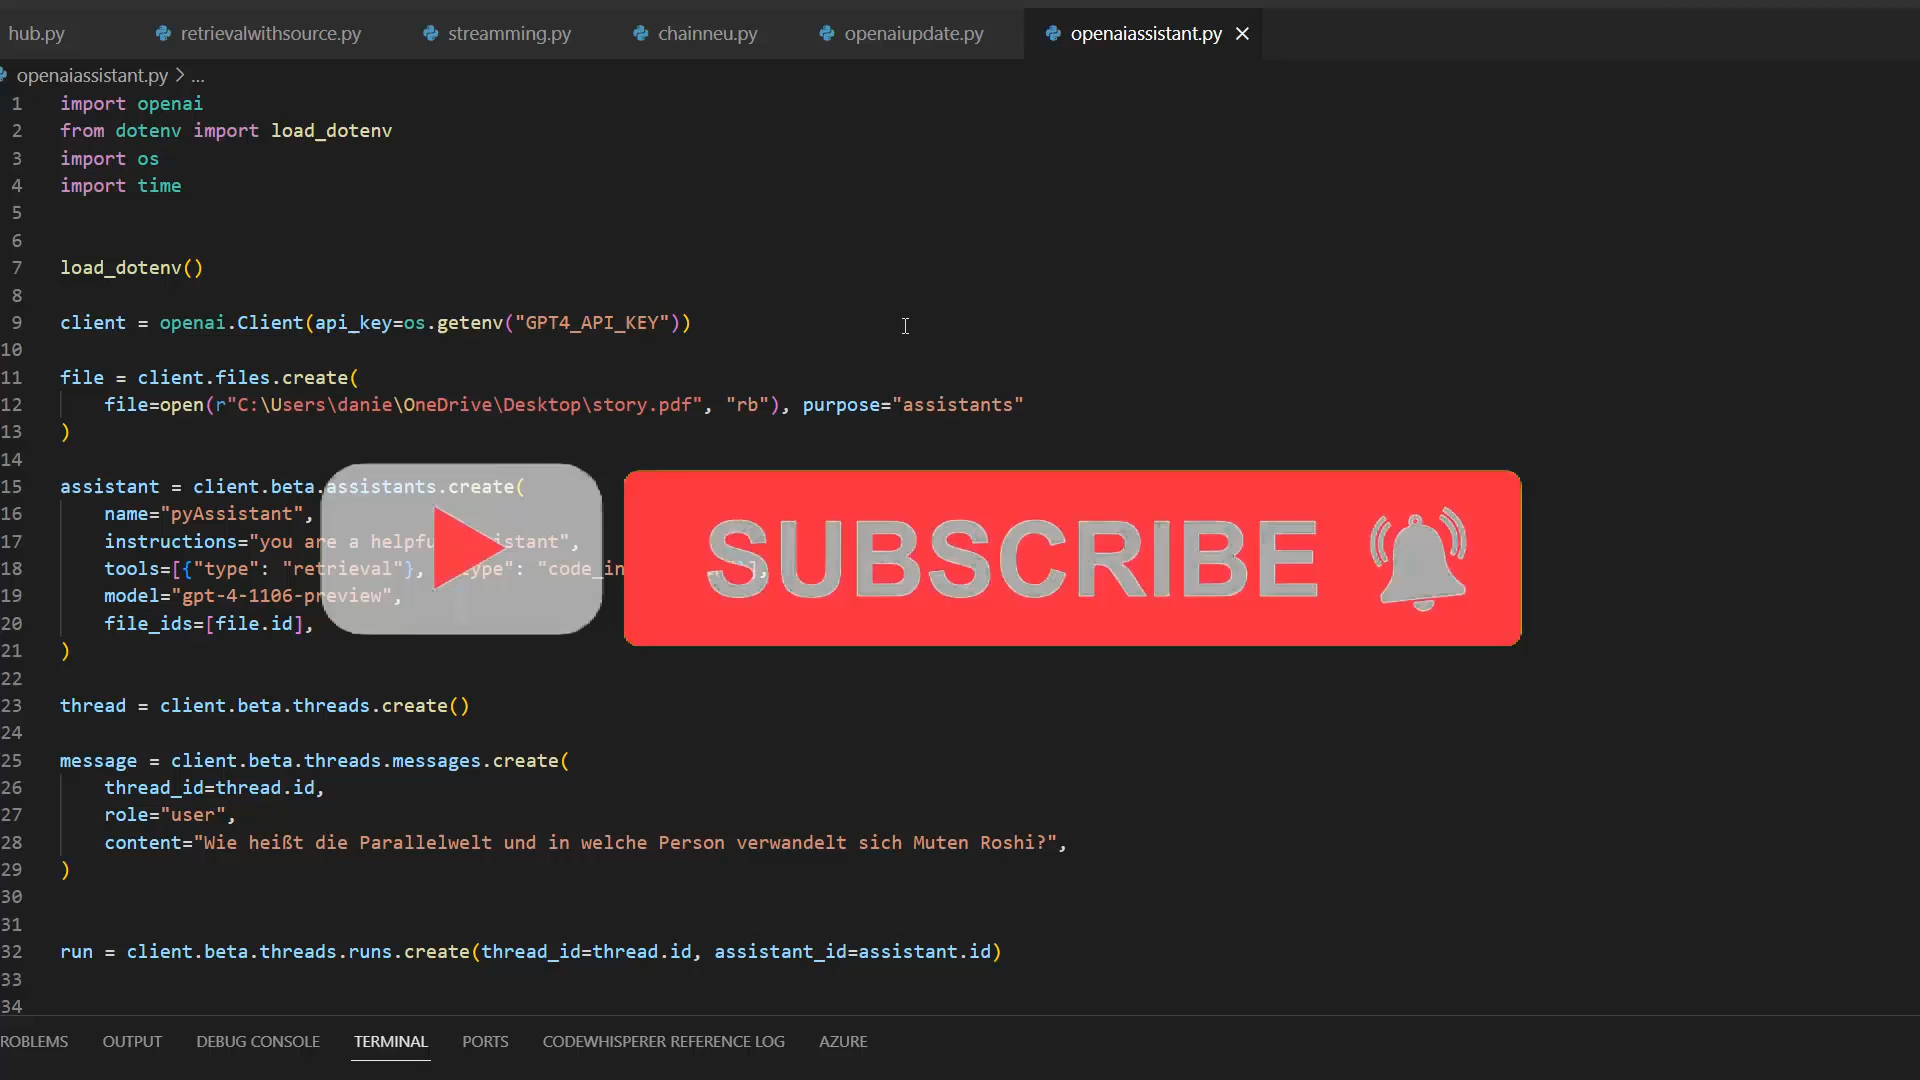 hub.py retrievalwithsource.py streamming.py chainneu.py openaiupdate.py openaiassistant.py
openaiassistant.py > ...
1 import openai
2 from dotenv import load_dotenv
3 import os
4 import time
5
6
7 load_dotenv()
8
9 client = openai.Client(api_key=os.getenv("GPT4_API_KEY"))
10
11 file = client.files.create(
12 file=open(r"C:\Users\danie\OneDrive\Desktop\story.pdf", "rb"), purpose="assistants"
13 )
14
15 assistant = client.beta.assistants.create(
16 name="pyAssistant",
17 instructions="you are a helpfu istant",
18 tools=[{"type": "retrieval"}, ype": "code_in ],
19 model="gpt-4-1106-preview",
20 file_ids=[file.id],
21 )
SUBSCRIBE
22
23 thread = client.beta.threads.create()
24
25 message = client.beta.threads.messages.create(
26 thread_id=thread.id,
27 role="user",
28 content="Wie heißt die Parallelwelt und in welche Person verwandelt sich Muten Roshi?",
29 )
30
31
32 run = client.beta.threads.runs.create(thread_id=thread.id, assistant_id=assistant.id)
33
34
ROBLEMS OUTPUT DEBUG CONSOLE TERMINAL PORTS CODEWHISPERER REFERENCE LOG AZURE